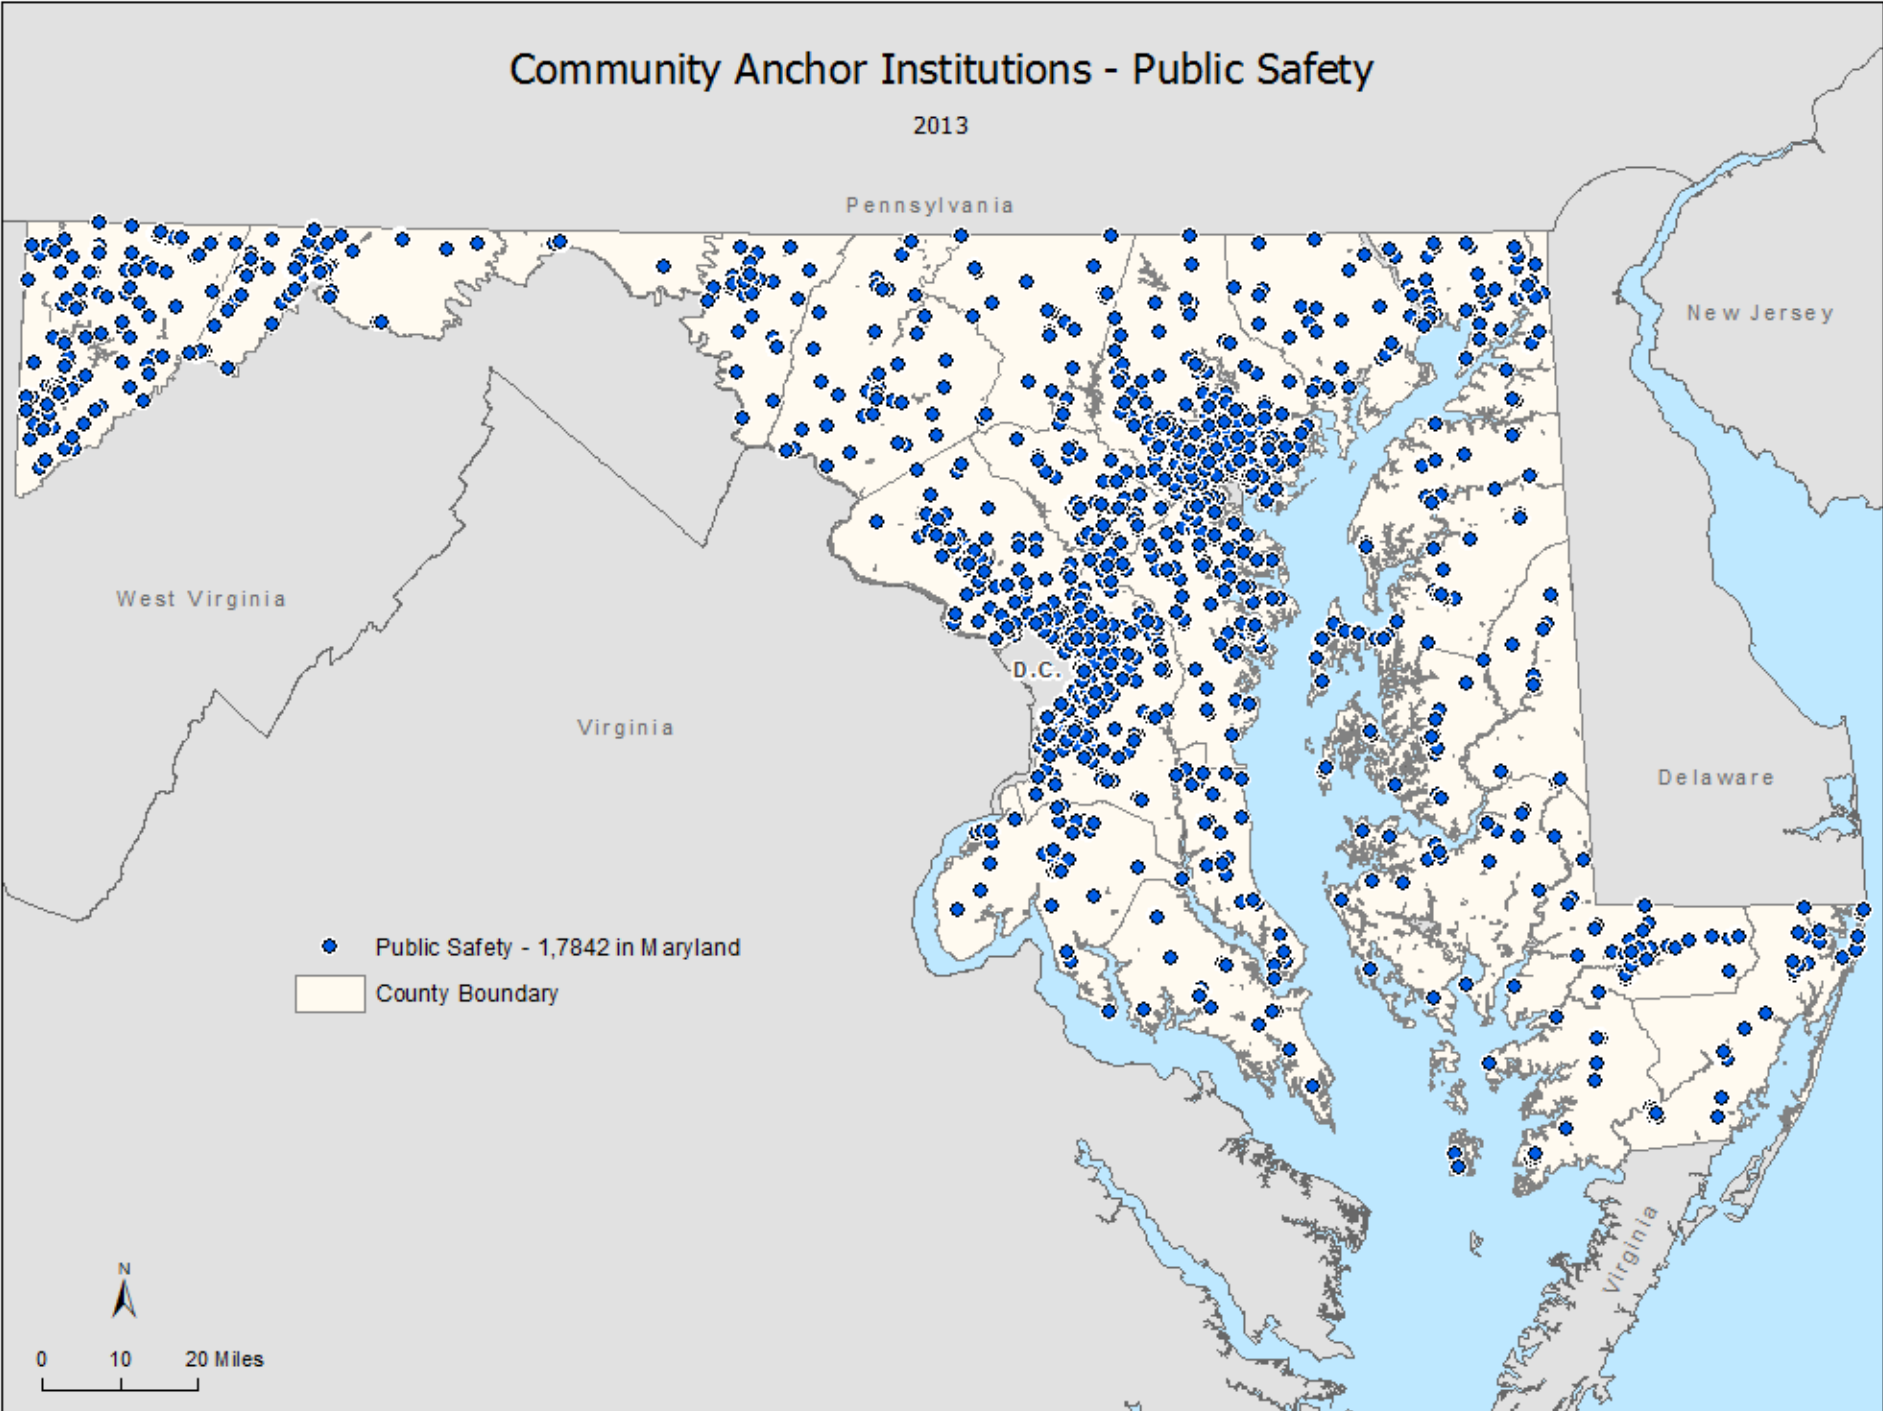 Community Anchor Institutions - Public Safety
2013
Pennsylvania
New Jersey
West Virginia
D.C.
Virginia
Delaware
Public Safety - 1,7842 in Maryland
County Boundary
Virginia
N
0 10 20 Miles